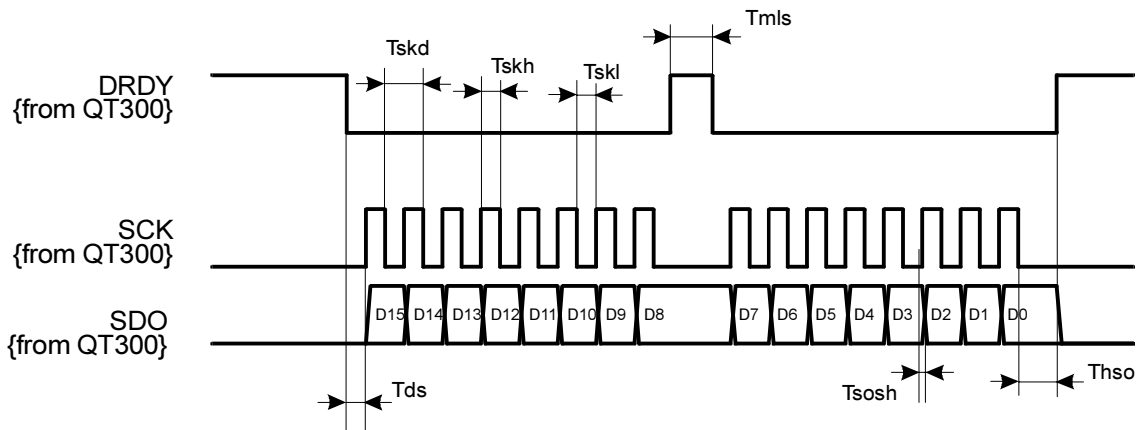 Tmls
Tskd
Tskh
Tskl
DRDY
{from QT300}
SCK
{from QT300}
SDO
{from QT300}
D15 D14 D13 D12 D11 D10 D9 D8 D7 D6 D5 D4 D3 D2 D1 D0
Tds
Tsosh
Thso